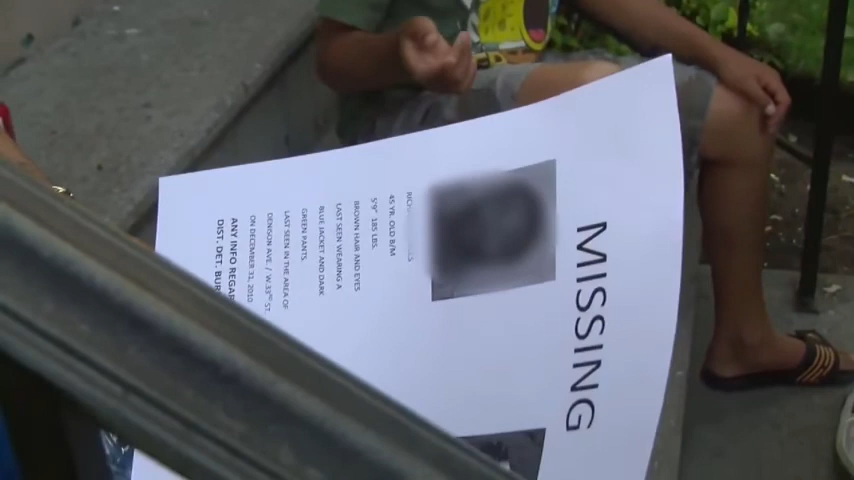 MISSING
45 YR. OLD B/M
5'9" 185 LBS.
BROWN HAIR AND EYES
LAST SEEN WEARING A
BLUE JACKET AND DARK
GREEN PANTS.
LAST SEEN IN THE AREA OF
DENISON AVE. / W.33RD ST.
ON DECEMBER 31, 2010
ANY INFO
DIST. DET.